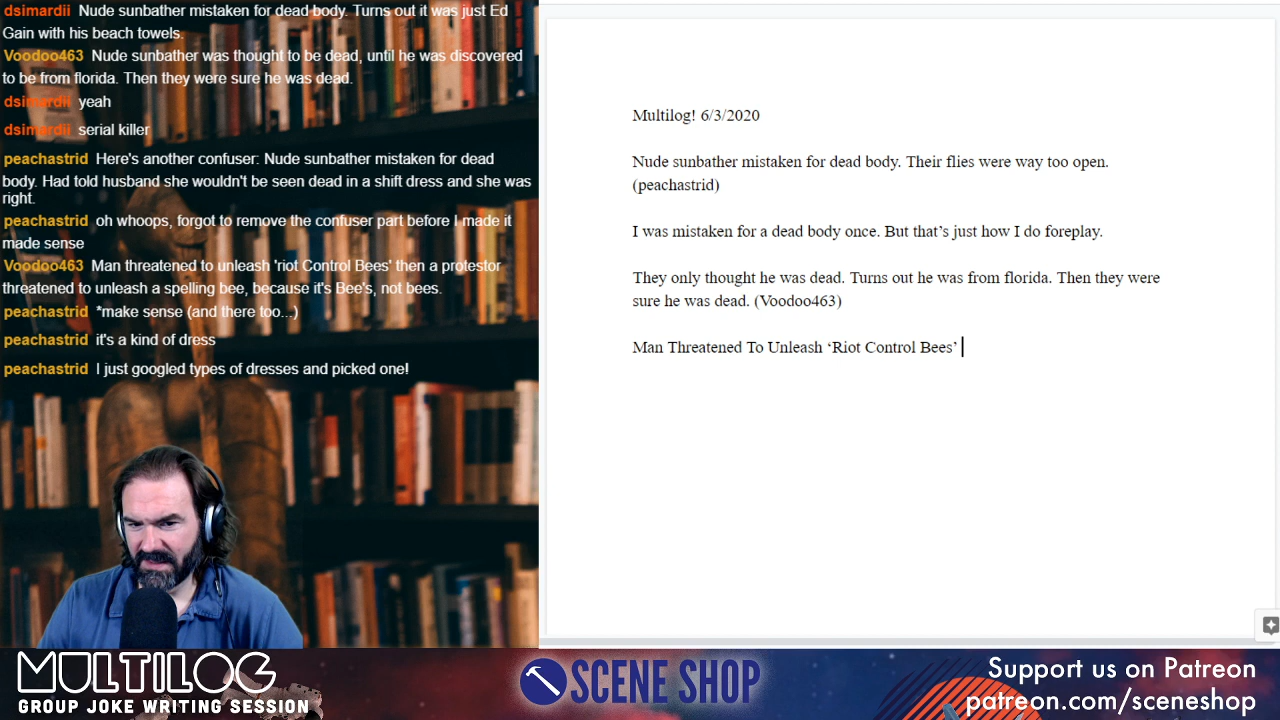 dsimardii Nude sunbather mistaken for dead body. Turns out it was just Ed
Gain with his beach towels.
Voodoo463 Nude sunbather was thought to be dead, until he was discovered
to be from florida. Then they were sure he was dead.
dsimardii yeah
dsimardii serial killer
peachastrid Here's another confuser: Nude sunbather mistaken for dead
body. Had told husband she wouldn't be seen dead in a shift dress and she was
right.
peachastrid oh whoops, forgot to remove the confuser part before I made it
made sense
Voodoo463 Man threatened to unleash 'riot Control Bees' then a protestor
threatened to unleash a spelling bee, because it's Bee's, not bees.
peachastrid *make sense (and there too...)
peachastrid it's a kind of dress
peachastrid I just googled types of dresses and picked one!
Multilog! 6/3/2020
Nude sunbather mistaken for dead body. Their flies were way too open.
(peachastrid)
I was mistaken for a dead body once. But that’s just how I do foreplay.
They only thought he was dead. Turns out he was from florida. Then they were
sure he was dead. (Voodoo463)
Man Threatened To Unleash ‘Riot Control Bees’
MULTILOG
GROUP JOKE WRITING SESSION
SCENE SHOP
Support us on Patreon
patreon.com/sceneshop